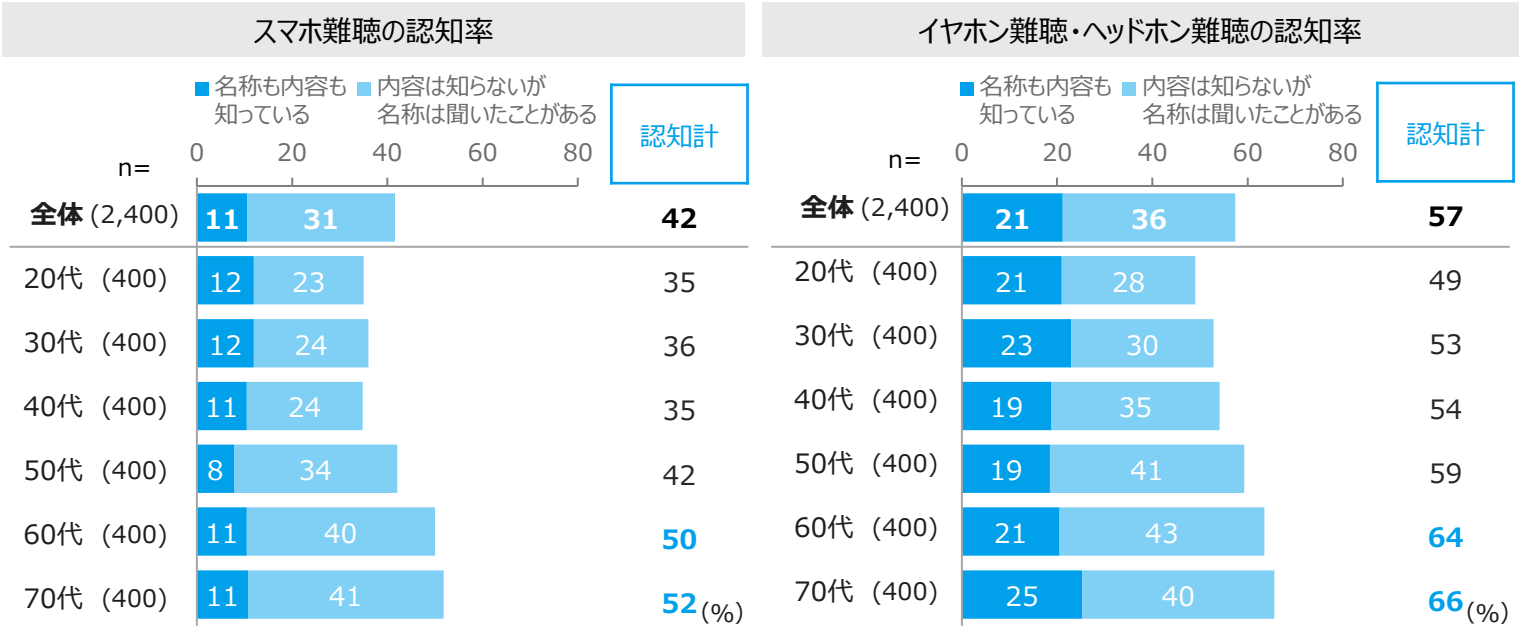 スマホ難聴の認知率
名称も内容も 内容は知らないが
知っている 名称は聞いたことがある
認知計
n= 0 20 40 60 80
全体 (2,400) 11 31 42
20代 (400) 12 23 35
30代 (400) 12 24 36
40代 (400) 11 24 35
50代 (400) 8 34 42
60代 (400) 11 40 50
70代 (400) 11 41 52 (%)
イヤホン難聴・ヘッドホン難聴の認知率
名称も内容も 内容は知らないが
知っている 名称は聞いたことがある
認知計
n= 0 20 40 60 80
全体 (2,400) 21 36 57
20代 (400) 21 28 49
30代 (400) 23 30 53
40代 (400) 19 35 54
50代 (400) 19 41 59
60代 (400) 21 43 64
70代 (400) 25 40 66 (%)